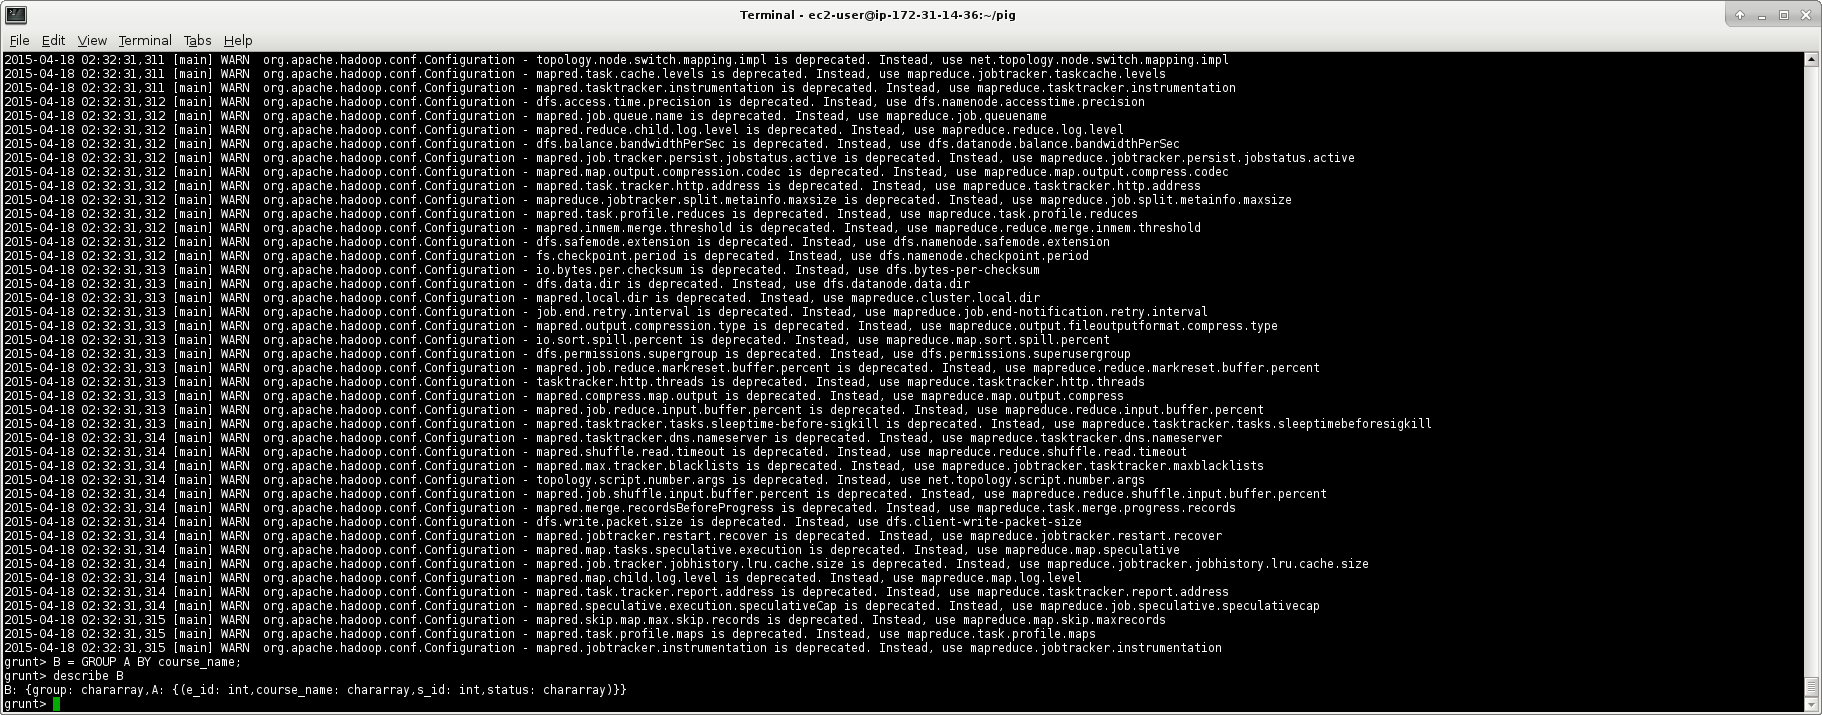 Terminal - ec2-user@ip-172-31-14-36:~/pig
File Edit View Terminal Tabs Help
2015-04-18 02:32:31,311 [main] WARN  org.apache.hadoop.conf.Configuration - topology.node.switch.mapping.impl is deprecated. Instead, use net.topology.node.switch.mapping.impl
2015-04-18 02:32:31,311 [main] WARN  org.apache.hadoop.conf.Configuration - mapred.task.cache.levels is deprecated. Instead, use mapreduce.jobtracker.taskcache.levels
2015-04-18 02:32:31,311 [main] WARN  org.apache.hadoop.conf.Configuration - mapred.tasktracker.instrumentation is deprecated. Instead, use mapreduce.tasktracker.instrumentation
2015-04-18 02:32:31,312 [main] WARN  org.apache.hadoop.conf.Configuration - dfs.access.time.precision is deprecated. Instead, use dfs.namenode.accesstime.precision
2015-04-18 02:32:31,312 [main] WARN  org.apache.hadoop.conf.Configuration - mapred.job.queue.name is deprecated. Instead, use mapreduce.job.queuename
2015-04-18 02:32:31,312 [main] WARN  org.apache.hadoop.conf.Configuration - mapred.reduce.child.log.level is deprecated. Instead, use mapreduce.reduce.log.level
2015-04-18 02:32:31,312 [main] WARN  org.apache.hadoop.conf.Configuration - dfs.balance.bandwidthPerSec is deprecated. Instead, use dfs.datanode.balance.bandwidthPerSec
2015-04-18 02:32:31,312 [main] WARN  org.apache.hadoop.conf.Configuration - mapred.job.tracker.persist.jobstatus.active is deprecated. Instead, use mapreduce.jobtracker.persist.jobstatus.active
2015-04-18 02:32:31,312 [main] WARN  org.apache.hadoop.conf.Configuration - mapred.map.output.compression.codec is deprecated. Instead, use mapreduce.map.output.compress.codec
2015-04-18 02:32:31,312 [main] WARN  org.apache.hadoop.conf.Configuration - mapred.task.tracker.http.address is deprecated. Instead, use mapreduce.tasktracker.http.address
2015-04-18 02:32:31,312 [main] WARN  org.apache.hadoop.conf.Configuration - mapreduce.jobtracker.split.metainfo.maxsize is deprecated. Instead, use mapreduce.job.split.metainfo.maxsize
2015-04-18 02:32:31,312 [main] WARN  org.apache.hadoop.conf.Configuration - mapred.task.profile.reduces is deprecated. Instead, use mapreduce.task.profile.reduces
2015-04-18 02:32:31,312 [main] WARN  org.apache.hadoop.conf.Configuration - mapred.inmem.merge.threshold is deprecated. Instead, use mapreduce.reduce.merge.inmem.threshold
2015-04-18 02:32:31,312 [main] WARN  org.apache.hadoop.conf.Configuration - dfs.safemode.extension is deprecated. Instead, use dfs.namenode.safemode.extension
2015-04-18 02:32:31,312 [main] WARN  org.apache.hadoop.conf.Configuration - fs.checkpoint.period is deprecated. Instead, use dfs.namenode.checkpoint.period
2015-04-18 02:32:31,313 [main] WARN  org.apache.hadoop.conf.Configuration - io.bytes.per.checksum is deprecated. Instead, use dfs.bytes-per-checksum
2015-04-18 02:32:31,313 [main] WARN  org.apache.hadoop.conf.Configuration - dfs.data.dir is deprecated. Instead, use dfs.datanode.data.dir
2015-04-18 02:32:31,313 [main] WARN  org.apache.hadoop.conf.Configuration - mapred.local.dir is deprecated. Instead, use mapreduce.cluster.local.dir
2015-04-18 02:32:31,313 [main] WARN  org.apache.hadoop.conf.Configuration - job.end.retry.interval is deprecated. Instead, use mapreduce.job.end-notification.retry.interval
2015-04-18 02:32:31,313 [main] WARN  org.apache.hadoop.conf.Configuration - mapred.output.compression.type is deprecated. Instead, use mapreduce.output.fileoutputformat.compress.type
2015-04-18 02:32:31,313 [main] WARN  org.apache.hadoop.conf.Configuration - io.sort.spill.percent is deprecated. Instead, use mapreduce.map.sort.spill.percent
2015-04-18 02:32:31,313 [main] WARN  org.apache.hadoop.conf.Configuration - dfs.permissions.supergroup is deprecated. Instead, use dfs.permissions.superusergroup
2015-04-18 02:32:31,313 [main] WARN  org.apache.hadoop.conf.Configuration - mapred.job.reduce.markreset.buffer.percent is deprecated. Instead, use mapreduce.reduce.markreset.buffer.percent
2015-04-18 02:32:31,313 [main] WARN  org.apache.hadoop.conf.Configuration - tasktracker.http.threads is deprecated. Instead, use mapreduce.tasktracker.http.threads
2015-04-18 02:32:31,313 [main] WARN  org.apache.hadoop.conf.Configuration - mapred.compress.map.output is deprecated. Instead, use mapreduce.map.output.compress
2015-04-18 02:32:31,313 [main] WARN  org.apache.hadoop.conf.Configuration - mapred.job.reduce.input.buffer.percent is deprecated. Instead, use mapreduce.reduce.input.buffer.percent
2015-04-18 02:32:31,313 [main] WARN  org.apache.hadoop.conf.Configuration - mapred.tasktracker.tasks.sleeptime-before-sigkill is deprecated. Instead, use mapreduce.tasktracker.tasks.sleeptimebeforesigkill
2015-04-18 02:32:31,314 [main] WARN  org.apache.hadoop.conf.Configuration - mapred.tasktracker.dns.nameserver is deprecated. Instead, use mapreduce.tasktracker.dns.nameserver
2015-04-18 02:32:31,314 [main] WARN  org.apache.hadoop.conf.Configuration - mapred.shuffle.read.timeout is deprecated. Instead, use mapreduce.reduce.shuffle.read.timeout
2015-04-18 02:32:31,314 [main] WARN  org.apache.hadoop.conf.Configuration - mapred.max.tracker.blacklists is deprecated. Instead, use mapreduce.jobtracker.tasktracker.maxblacklists
2015-04-18 02:32:31,314 [main] WARN  org.apache.hadoop.conf.Configuration - topology.script.number.args is deprecated. Instead, use net.topology.script.number.args
2015-04-18 02:32:31,314 [main] WARN  org.apache.hadoop.conf.Configuration - mapred.job.shuffle.input.buffer.percent is deprecated. Instead, use mapreduce.reduce.shuffle.input.buffer.percent
2015-04-18 02:32:31,314 [main] WARN  org.apache.hadoop.conf.Configuration - mapred.merge.recordsBeforeProgress is deprecated. Instead, use mapreduce.task.merge.progress.records
2015-04-18 02:32:31,314 [main] WARN  org.apache.hadoop.conf.Configuration - dfs.write.packet.size is deprecated. Instead, use dfs.client-write-packet-size
2015-04-18 02:32:31,314 [main] WARN  org.apache.hadoop.conf.Configuration - mapred.jobtracker.restart.recover is deprecated. Instead, use mapreduce.jobtracker.restart.recover
2015-04-18 02:32:31,314 [main] WARN  org.apache.hadoop.conf.Configuration - mapred.map.tasks.speculative.execution is deprecated. Instead, use mapreduce.map.speculative
2015-04-18 02:32:31,314 [main] WARN  org.apache.hadoop.conf.Configuration - mapred.job.tracker.jobhistory.lru.cache.size is deprecated. Instead, use mapreduce.jobtracker.jobhistory.lru.cache.size
2015-04-18 02:32:31,314 [main] WARN  org.apache.hadoop.conf.Configuration - mapred.map.child.log.level is deprecated. Instead, use mapreduce.map.log.level
2015-04-18 02:32:31,314 [main] WARN  org.apache.hadoop.conf.Configuration - mapred.task.tracker.report.address is deprecated. Instead, use mapreduce.tasktracker.report.address
2015-04-18 02:32:31,314 [main] WARN  org.apache.hadoop.conf.Configuration - mapred.speculative.execution.speculativeCap is deprecated. Instead, use mapreduce.job.speculative.speculativecap
2015-04-18 02:32:31,315 [main] WARN  org.apache.hadoop.conf.Configuration - mapred.skip.map.max.skip.records is deprecated. Instead, use mapreduce.map.skip.maxrecords
2015-04-18 02:32:31,315 [main] WARN  org.apache.hadoop.conf.Configuration - mapred.task.profile.maps is deprecated. Instead, use mapreduce.task.profile.maps
2015-04-18 02:32:31,315 [main] WARN  org.apache.hadoop.conf.Configuration - mapred.jobtracker.instrumentation is deprecated. Instead, use mapreduce.jobtracker.instrumentation
grunt> B = GROUP A BY course_name;
grunt> describe B
B: {group: chararray,A: {(e_id: int,course_name: chararray,s_id: int,status: chararray)}}
grunt>